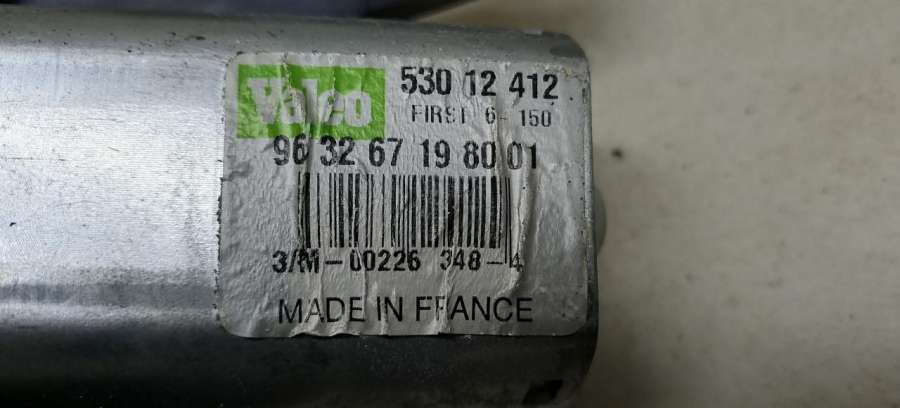 Valeo 530 12 412
FIRST 6-150
96 32 67 19 80 01
3/M-00226 348-4
MADE IN FRANCE